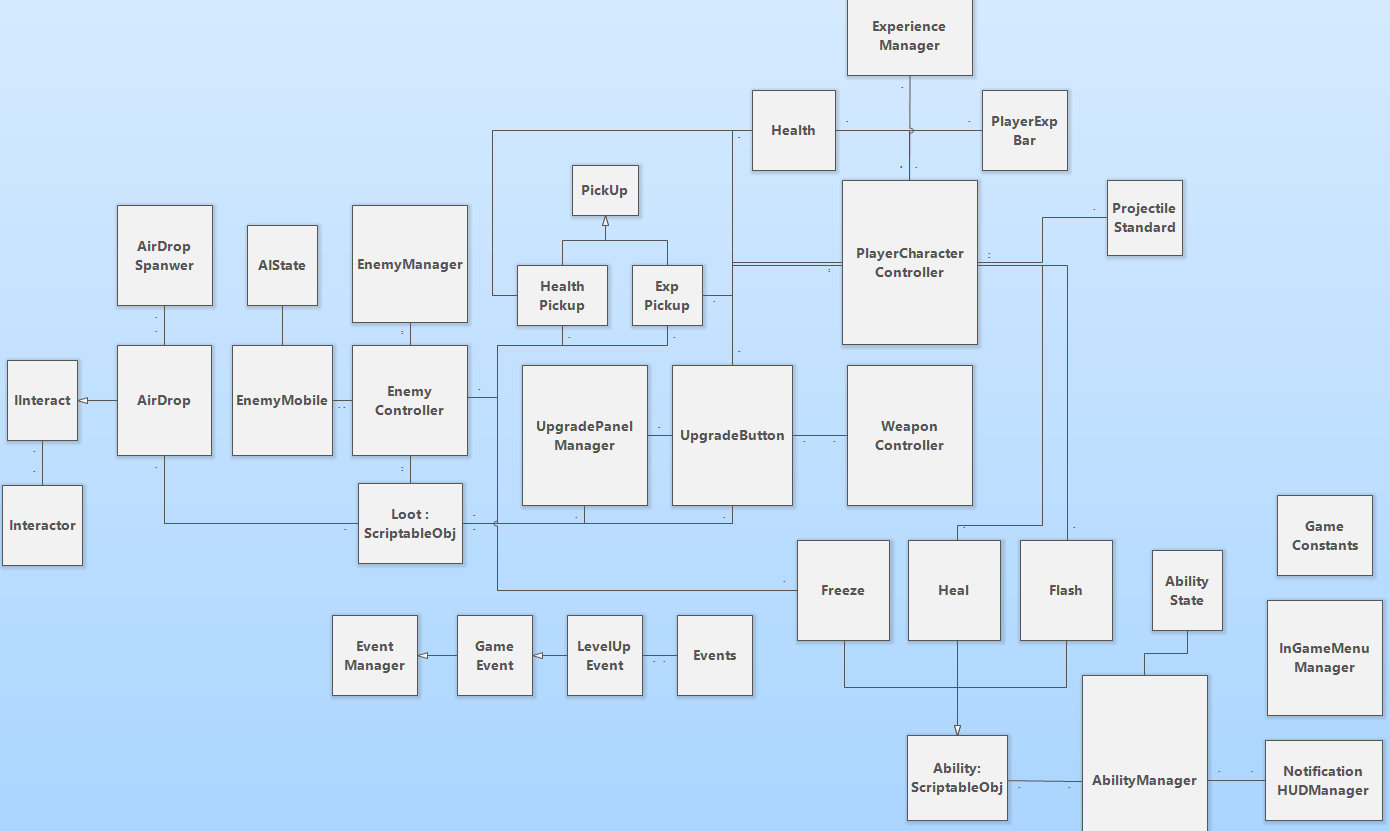 Experience
Manager
Health
PlayerExp
Bar
PickUp
Projectile
Standard
AirDrop
Spanwer
AIState
EnemyManager
PlayerCharacter
Controller
Health
Pickup
Exp
Pickup
IInteract
AirDrop
EnemyMobile
Enemy
Controller
UpgradePanel
Manager
UpgradeButton
Weapon
Controller
Interactor
Loot :
ScriptableObj
Game
Constants
Freeze
Heal
Flash
Ability
State
Event
Manager
Game
Event
LevelUp
Event
Events
InGameMenu
Manager
Ability:
ScriptableObj
AbilityManager
Notification
HUDManager